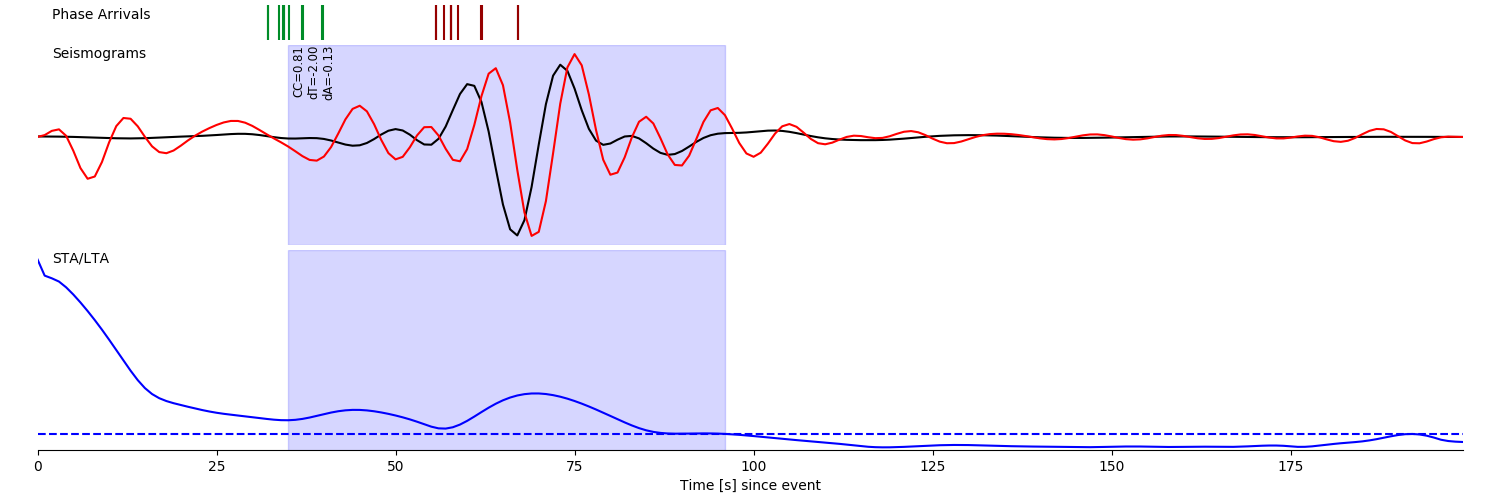 Phase Arrivals
Seismograms
CC=0.81
dT=-2.00
dA=-0.13
STA/LTA
0 25 50 75 100 125 150 175
Time [s] since event